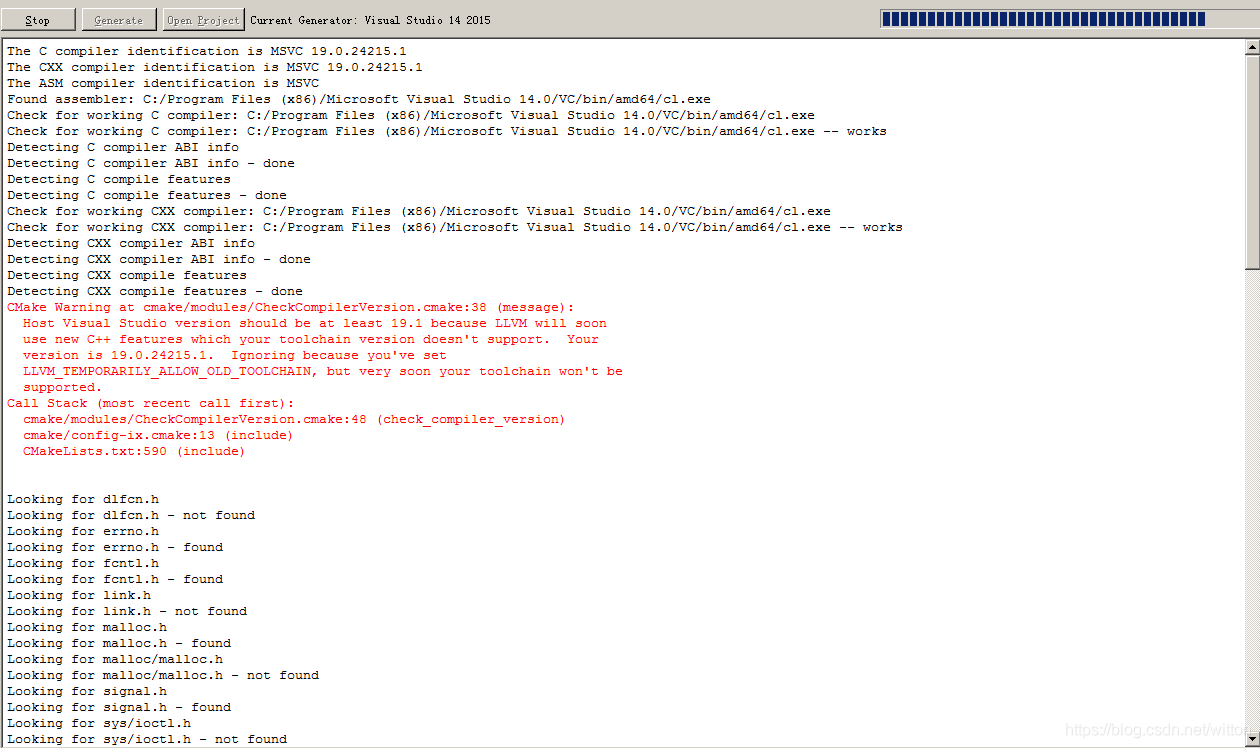 Stop Generate Open Project Current Generator: Visual Studio 14 2015
The C compiler identification is MSVC 19.0.24215.1
The CXX compiler identification is MSVC 19.0.24215.1
The ASM compiler identification is MSVC
Found assembler: C:/Program Files (x86)/Microsoft Visual Studio 14.0/VC/bin/amd64/cl.exe
Check for working C compiler: C:/Program Files (x86)/Microsoft Visual Studio 14.0/VC/bin/amd64/cl.exe
Check for working C compiler: C:/Program Files (x86)/Microsoft Visual Studio 14.0/VC/bin/amd64/cl.exe -- works
Detecting C compiler ABI info
Detecting C compiler ABI info - done
Detecting C compile features
Detecting C compile features - done
Check for working CXX compiler: C:/Program Files (x86)/Microsoft Visual Studio 14.0/VC/bin/amd64/cl.exe
Check for working CXX compiler: C:/Program Files (x86)/Microsoft Visual Studio 14.0/VC/bin/amd64/cl.exe -- works
Detecting CXX compiler ABI info
Detecting CXX compiler ABI info - done
Detecting CXX compile features
Detecting CXX compile features - done
CMake Warning at cmake/modules/CheckCompilerVersion.cmake:38 (message):
Host Visual Studio version should be at least 19.1 because LLVM will soon
use new C++ features which your toolchain version doesn't support.  Your
version is 19.0.24215.1.  Ignoring because you've set
LLVM_TEMPORARILY_ALLOW_OLD_TOOLCHAIN, but very soon your toolchain won't be
supported.
Call Stack (most recent call first):
cmake/modules/CheckCompilerVersion.cmake:48 (check_compiler_version)
cmake/config-ix.cmake:13 (include)
CMakeLists.txt:590 (include)
Looking for dlfcn.h
Looking for dlfcn.h - not found
Looking for errno.h
Looking for errno.h - found
Looking for fcntl.h
Looking for fcntl.h - found
Looking for link.h
Looking for link.h - not found
Looking for malloc.h
Looking for malloc.h - found
Looking for malloc/malloc.h
Looking for malloc/malloc.h - not found
Looking for signal.h
Looking for signal.h - found
Looking for sys/ioctl.h
Looking for sys/ioctl.h - not found